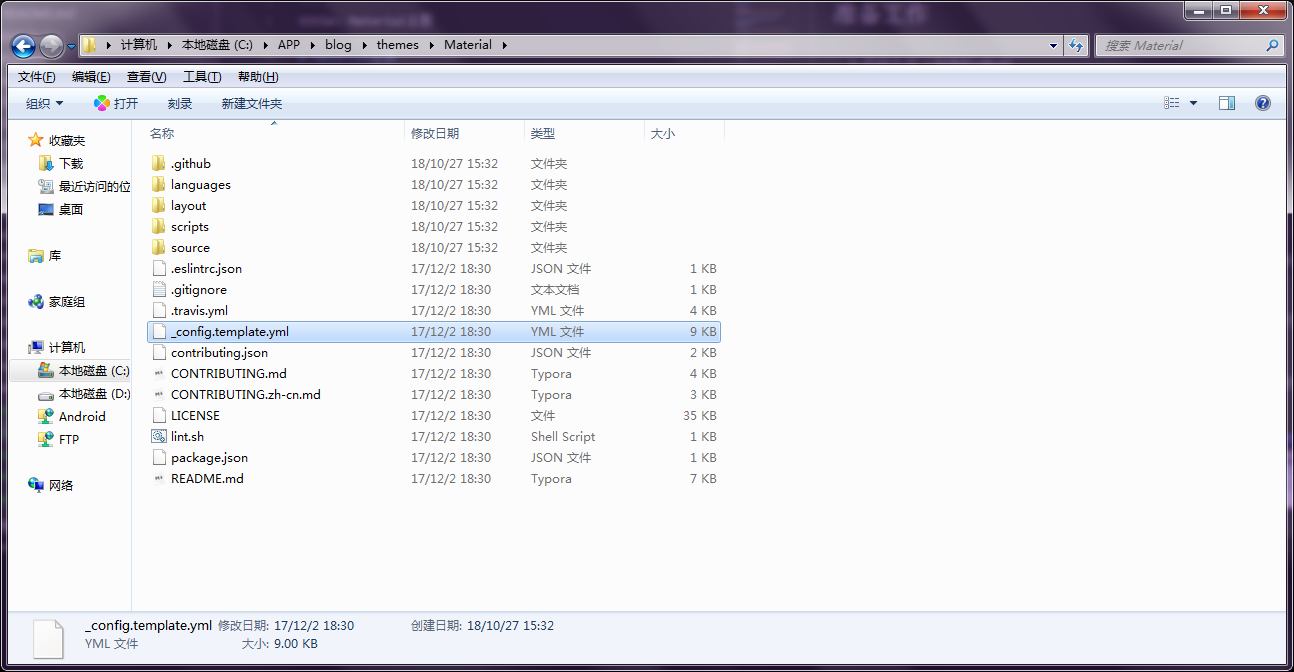 计算机 本地磁盘 (C:) APP blog themes Material 搜索 Material
文件(F) 编辑(E) 查看(V) 工具(T) 帮助(H)
组织 打开 刻录 新建文件夹
收藏夹
下载
最近访问的位
桌面
库
家庭组
计算机
本地磁盘 (C:)
本地磁盘 (D:)
Android
FTP
网络
名称 修改日期 类型 大小
.github 18/10/27 15:32 文件夹
languages 18/10/27 15:32 文件夹
layout 18/10/27 15:32 文件夹
scripts 18/10/27 15:32 文件夹
source 18/10/27 15:32 文件夹
.eslintrc.json 17/12/2 18:30 JSON 文件 1 KB
.gitignore 17/12/2 18:30 文本文档 1 KB
.travis.yml 17/12/2 18:30 YML 文件 4 KB
_config.template.yml 17/12/2 18:30 YML 文件 9 KB
contributing.json 17/12/2 18:30 JSON 文件 2 KB
CONTRIBUTING.md 17/12/2 18:30 Typora 4 KB
CONTRIBUTING.zh-cn.md 17/12/2 18:30 Typora 3 KB
LICENSE 17/12/2 18:30 文件 35 KB
lint.sh 17/12/2 18:30 Shell Script 1 KB
package.json 17/12/2 18:30 JSON 文件 1 KB
README.md 17/12/2 18:30 Typora 7 KB
_config.template.yml 修改日期: 17/12/2 18:30 创建日期: 18/10/27 15:32
YML 文件 大小: 9.00 KB